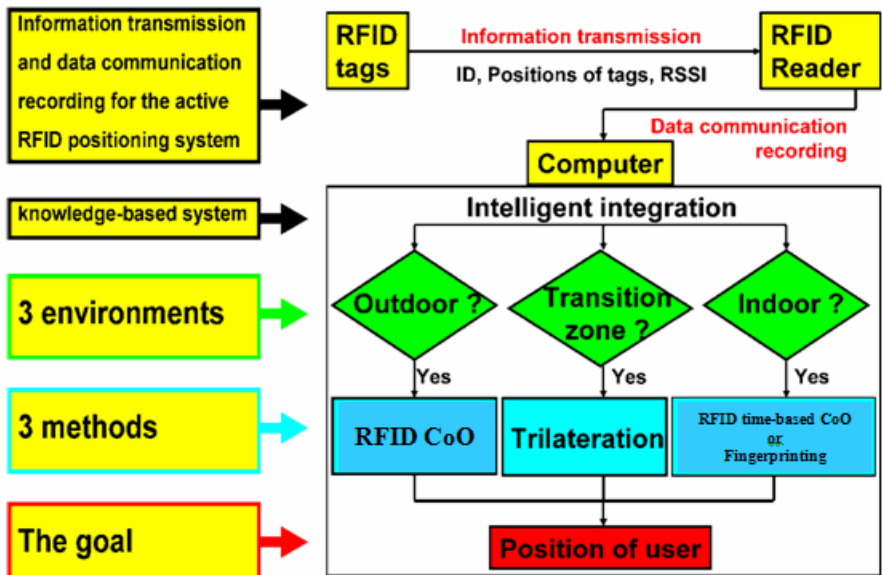 Information transmission
and data communication
recording for the active
RFID positioning system
RFID
tags
Information transmission
ID, Positions of tags, RSSI
RFID
Reader
Data communication
recording
Computer
knowledge-based system
Intelligent integration
3 environments
Outdoor ?
Transition
zone ?
Indoor ?
Yes
Yes
Yes
3 methods
RFID CoO
Trilateration
RFID time-based CoO
or
Fingerprinting
The goal
Position of user